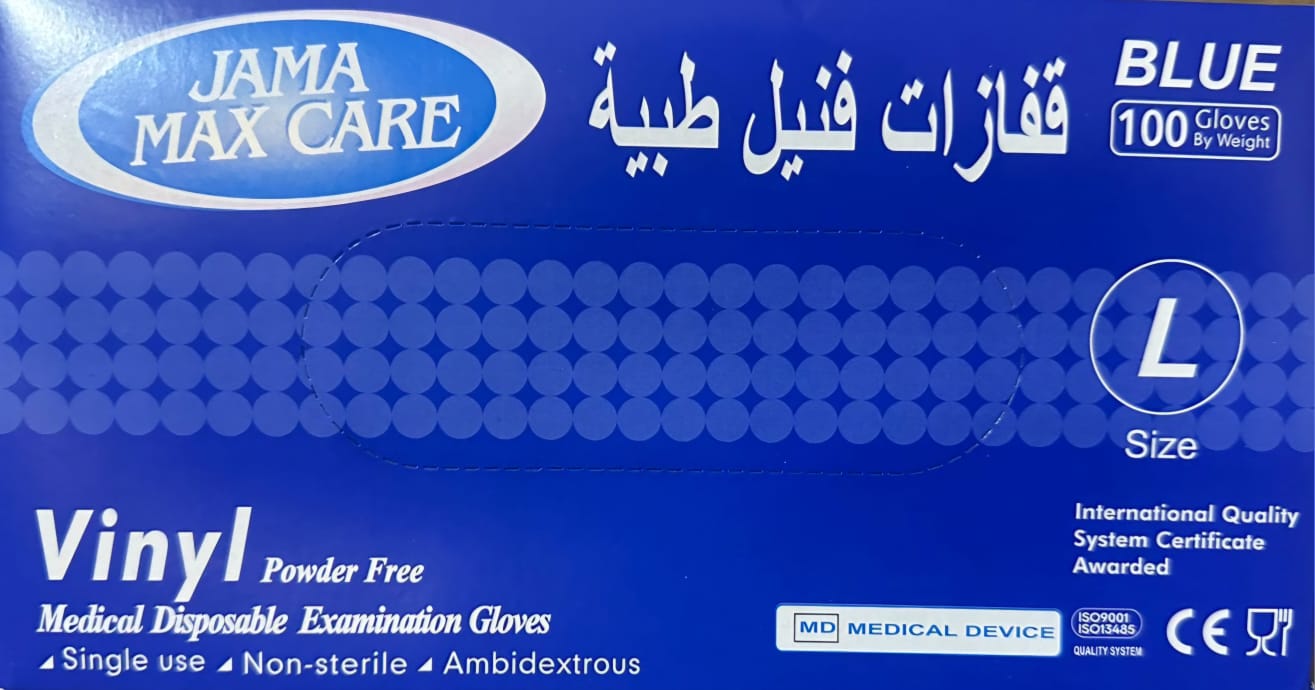 JAMA
MAX CARE
قفازات فنيل طبية
BLUE
100 Gloves By Weight
L
Size
Vinyl Powder Free
Medical Disposable Examination Gloves
Single use Non-sterile Ambidextrous
International Quality
System Certificate
Awarded
MD MEDICAL DEVICE
ISO9001
ISO13485
QUALITY SYSTEM
CE